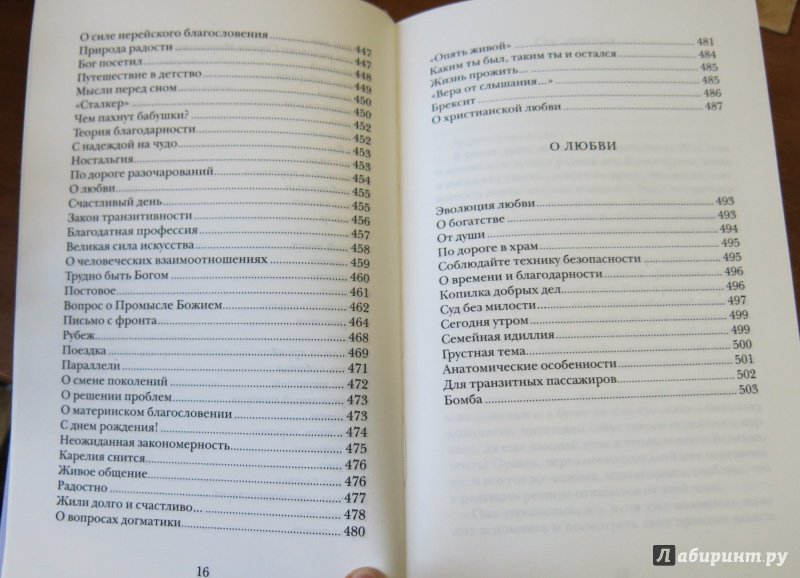 О силе иерейского благословения 447
Природа радости 447
Бог посетил 448
Путешествие в детство 449
Мысли перед сном 450
«Сталкер» 450
Чем пахнут бабушки? 452
Теория благодарности 452
С надеждой на чудо 453
Ностальгия 453
По дороге разочарований 454
О любви 455
Счастливый день 455
Закон транзитивности 456
Благодатная профессия 457
Великая сила искусства 458
О человеческих взаимоотношениях 459
Трудно быть Богом 460
Постовое 461
Вопрос о Промысле Божием 462
Письмо с фронта 464
Рубеж 468
Поездка 469
Параллели 471
О смене поколений 472
О решении проблем 473
О материнском благословении 473
С днем рождения! 474
Неожиданная закономерность 475
Карелия снится 476
Живое общение 476
Радостно 477
Жили долго и счастливо... 478
О вопросах догматики 480
16
«Опять живой» 481
Каким ты был, таким ты и остался 484
Жизнь прожить... 485
«Вера от слышания...» 485
Брексит 486
О христианской любви 487
О ЛЮБВИ
Эволюция любви 493
О богатстве 493
От души 494
По дороге в храм 495
Соблюдайте технику безопасности 495
О времени и благодарности 496
Копилка добрых дел 496
Суд без милости 497
Сегодня утром 499
Семейная идиллия 499
Грустная тема 500
Анатомические особенности 501
Для транзитных пассажиров 502
Бомба 503
Лабиринт.ру